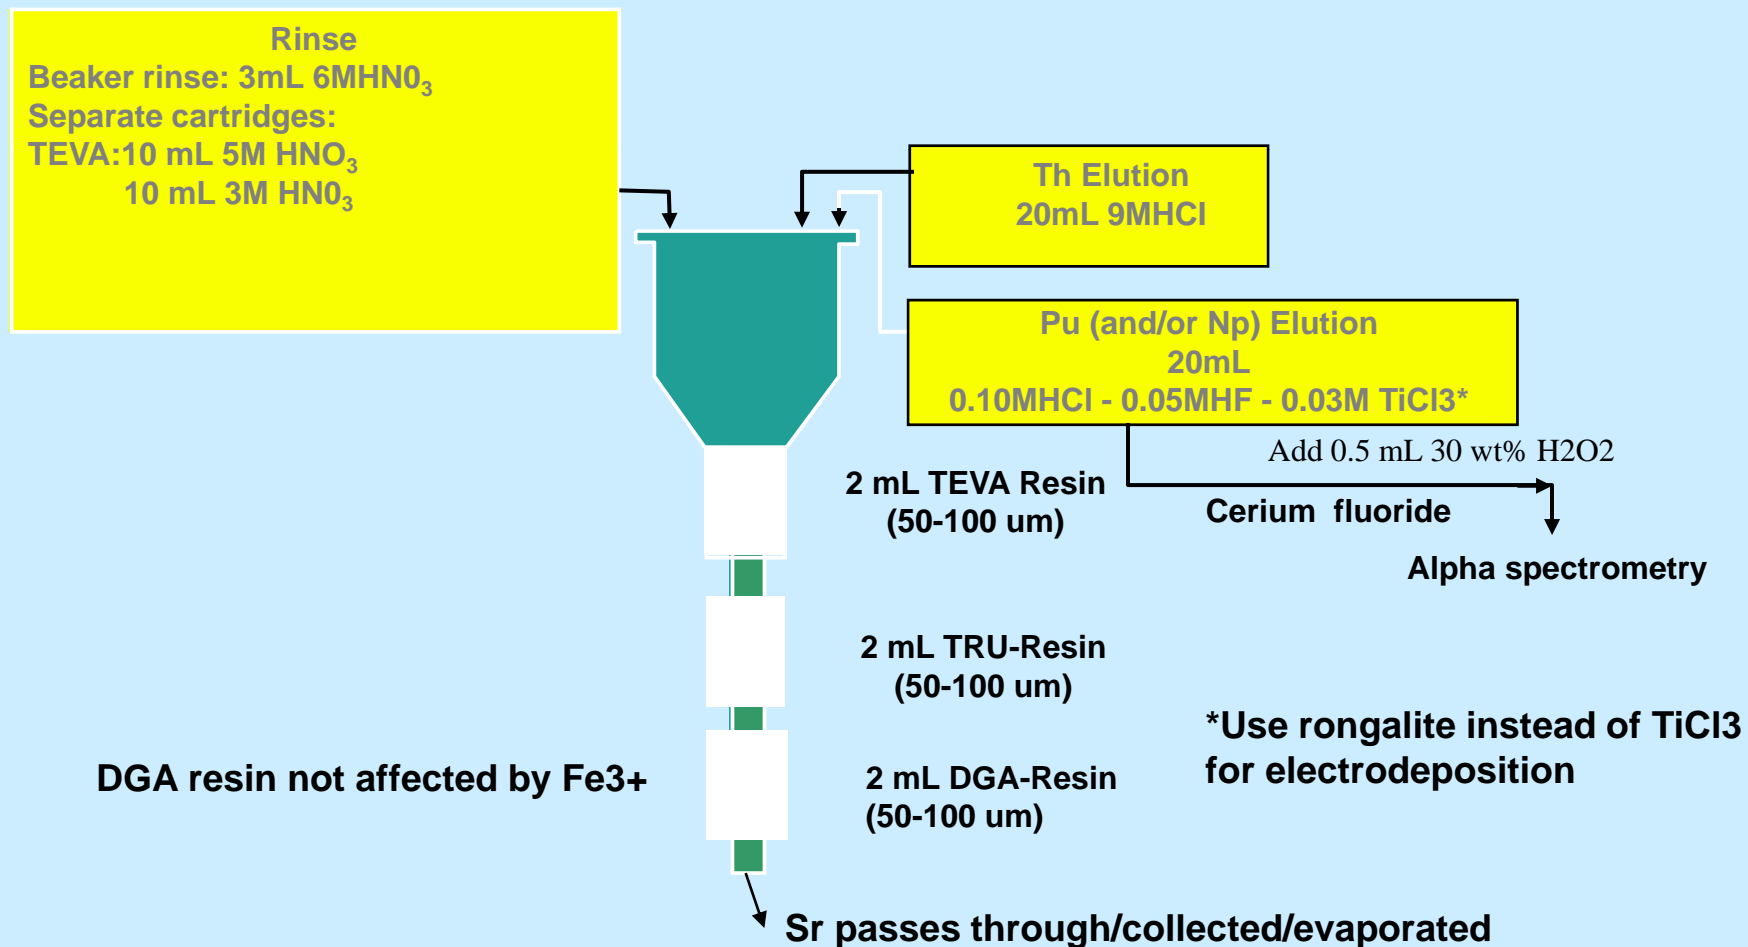 Rinse
Beaker rinse: 3mL 6MHN0₃
Separate cartridges:
TEVA:10 mL 5M HNO₃
10 mL 3M HN0₃
Th Elution
20mL 9MHCl
Pu (and/or Np) Elution
20mL
0.10MHCl - 0.05MHF - 0.03M TiCl3*
Add 0.5 mL 30 wt% H2O2
Cerium fluoride
Alpha spectrometry
2 mL TEVA Resin
(50-100 um)
2 mL TRU-Resin
(50-100 um)
*Use rongalite instead of TiCl3
for electrodeposition
DGA resin not affected by Fe3+
2 mL DGA-Resin
(50-100 um)
Sr passes through/collected/evaporated